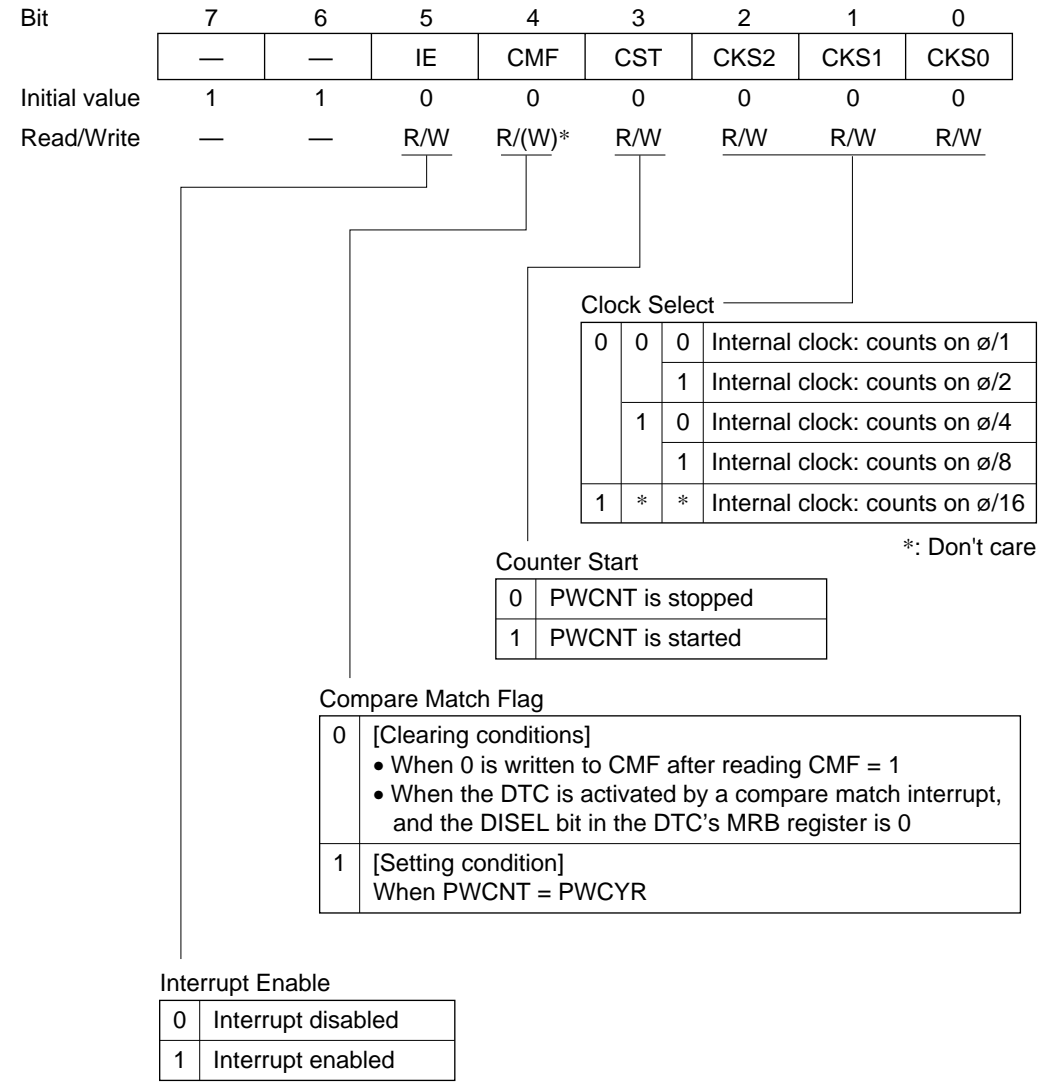 Bit 7 6 5 4 3 2 1 0
— — IE CMF CST CKS2 CKS1 CKS0
Initial value 1 1 0 0 0 0 0 0
Read/Write — — R/W R/(W)* R/W R/W R/W R/W
Clock Select
0 0 0 Internal clock: counts on ø/1
1 Internal clock: counts on ø/2
1 0 Internal clock: counts on ø/4
1 Internal clock: counts on ø/8
1 * * Internal clock: counts on ø/16
*: Don't care
Counter Start
0 PWCNT is stopped
1 PWCNT is started
Compare Match Flag
0 [Clearing conditions]
• When 0 is written to CMF after reading CMF = 1
• When the DTC is activated by a compare match interrupt,
and the DISEL bit in the DTC's MRB register is 0
1 [Setting condition]
When PWCNT = PWCYR
Interrupt Enable
0 Interrupt disabled
1 Interrupt enabled